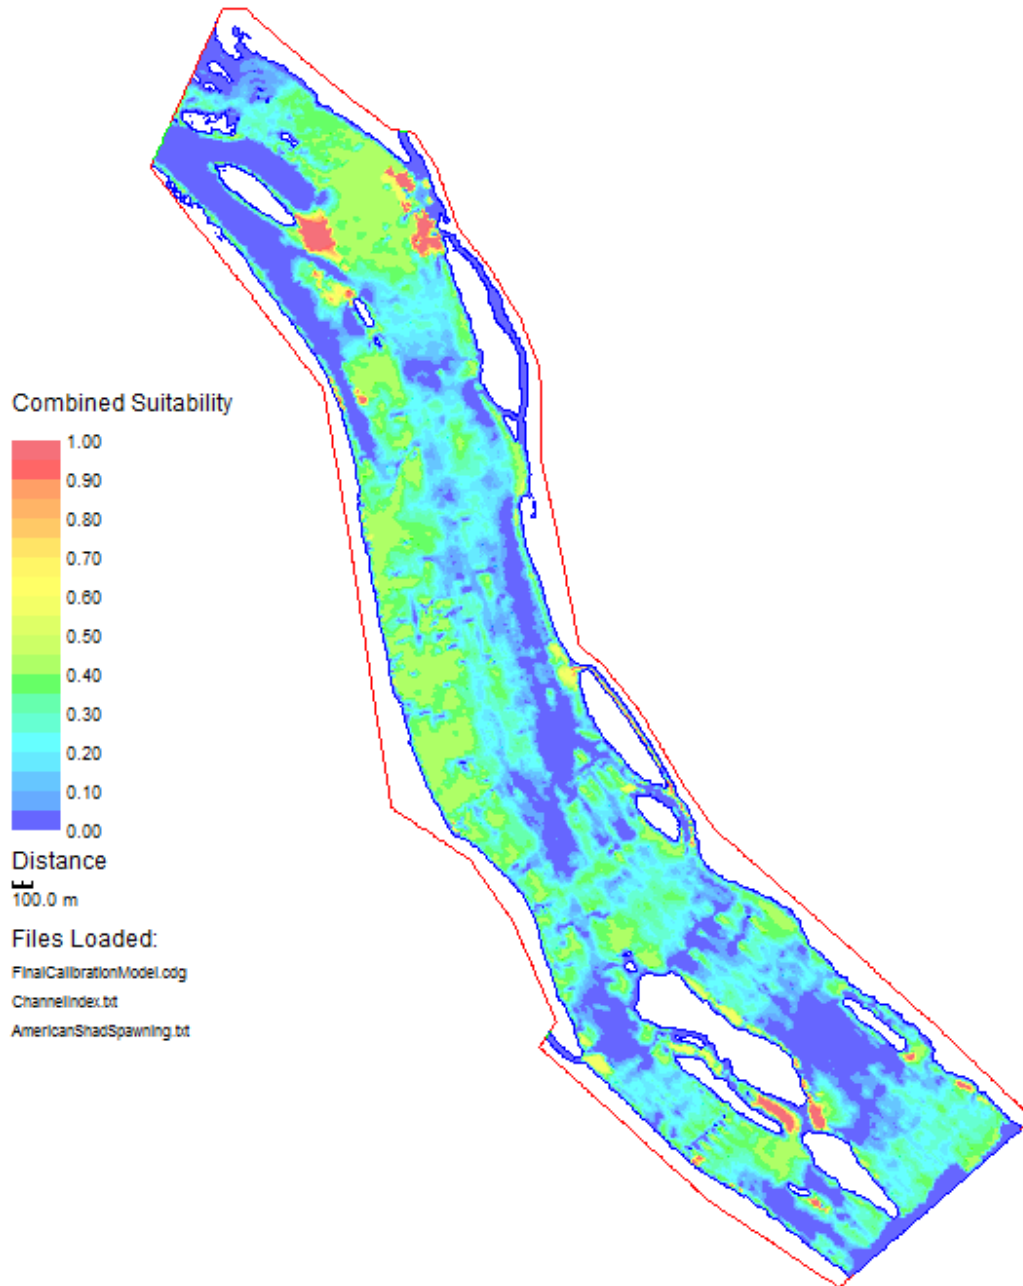 Combined Suitability
1.00
0.90
0.80
0.70
0.60
0.50
0.40
0.30
0.20
0.10
0.00
Distance
100.0 m
Files Loaded:
FinalCalibrationModel.cdg
ChannelIndex.txt
AmericanShadSpawning.txt